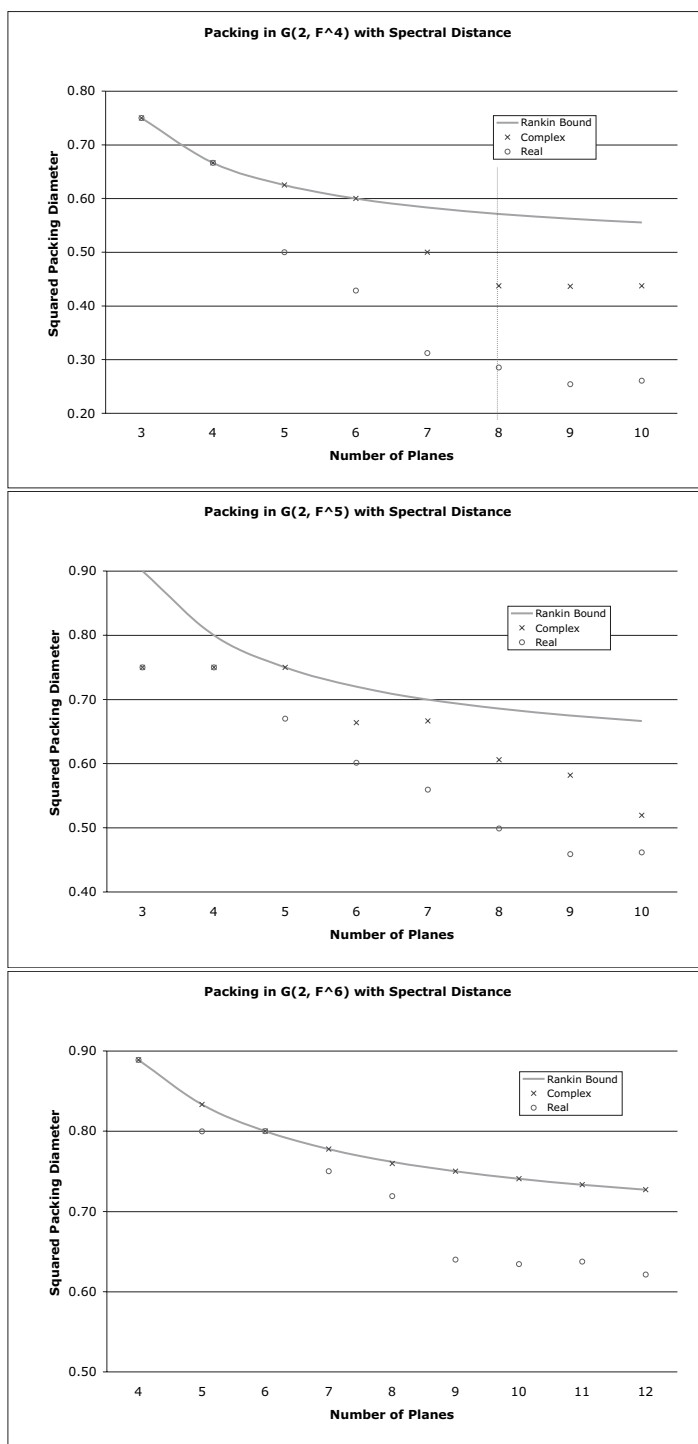 Packing in G(2, F^4) with Spectral Distance
0.80
0.70
0.60
0.50
0.40
0.30
0.20
Squared Packing Diameter
Rankin Bound
Complex
Real
3 4 5 6 7 8 9 10
Number of Planes
Packing in G(2, F^5) with Spectral Distance
0.90
0.80
0.70
0.60
0.50
0.40
Squared Packing Diameter
Rankin Bound
Complex
Real
3 4 5 6 7 8 9 10
Number of Planes
Packing in G(2, F^6) with Spectral Distance
0.90
0.80
0.70
0.60
0.50
Squared Packing Diameter
Rankin Bound
Complex
Real
4 5 6 7 8 9 10 11 12
Number of Planes